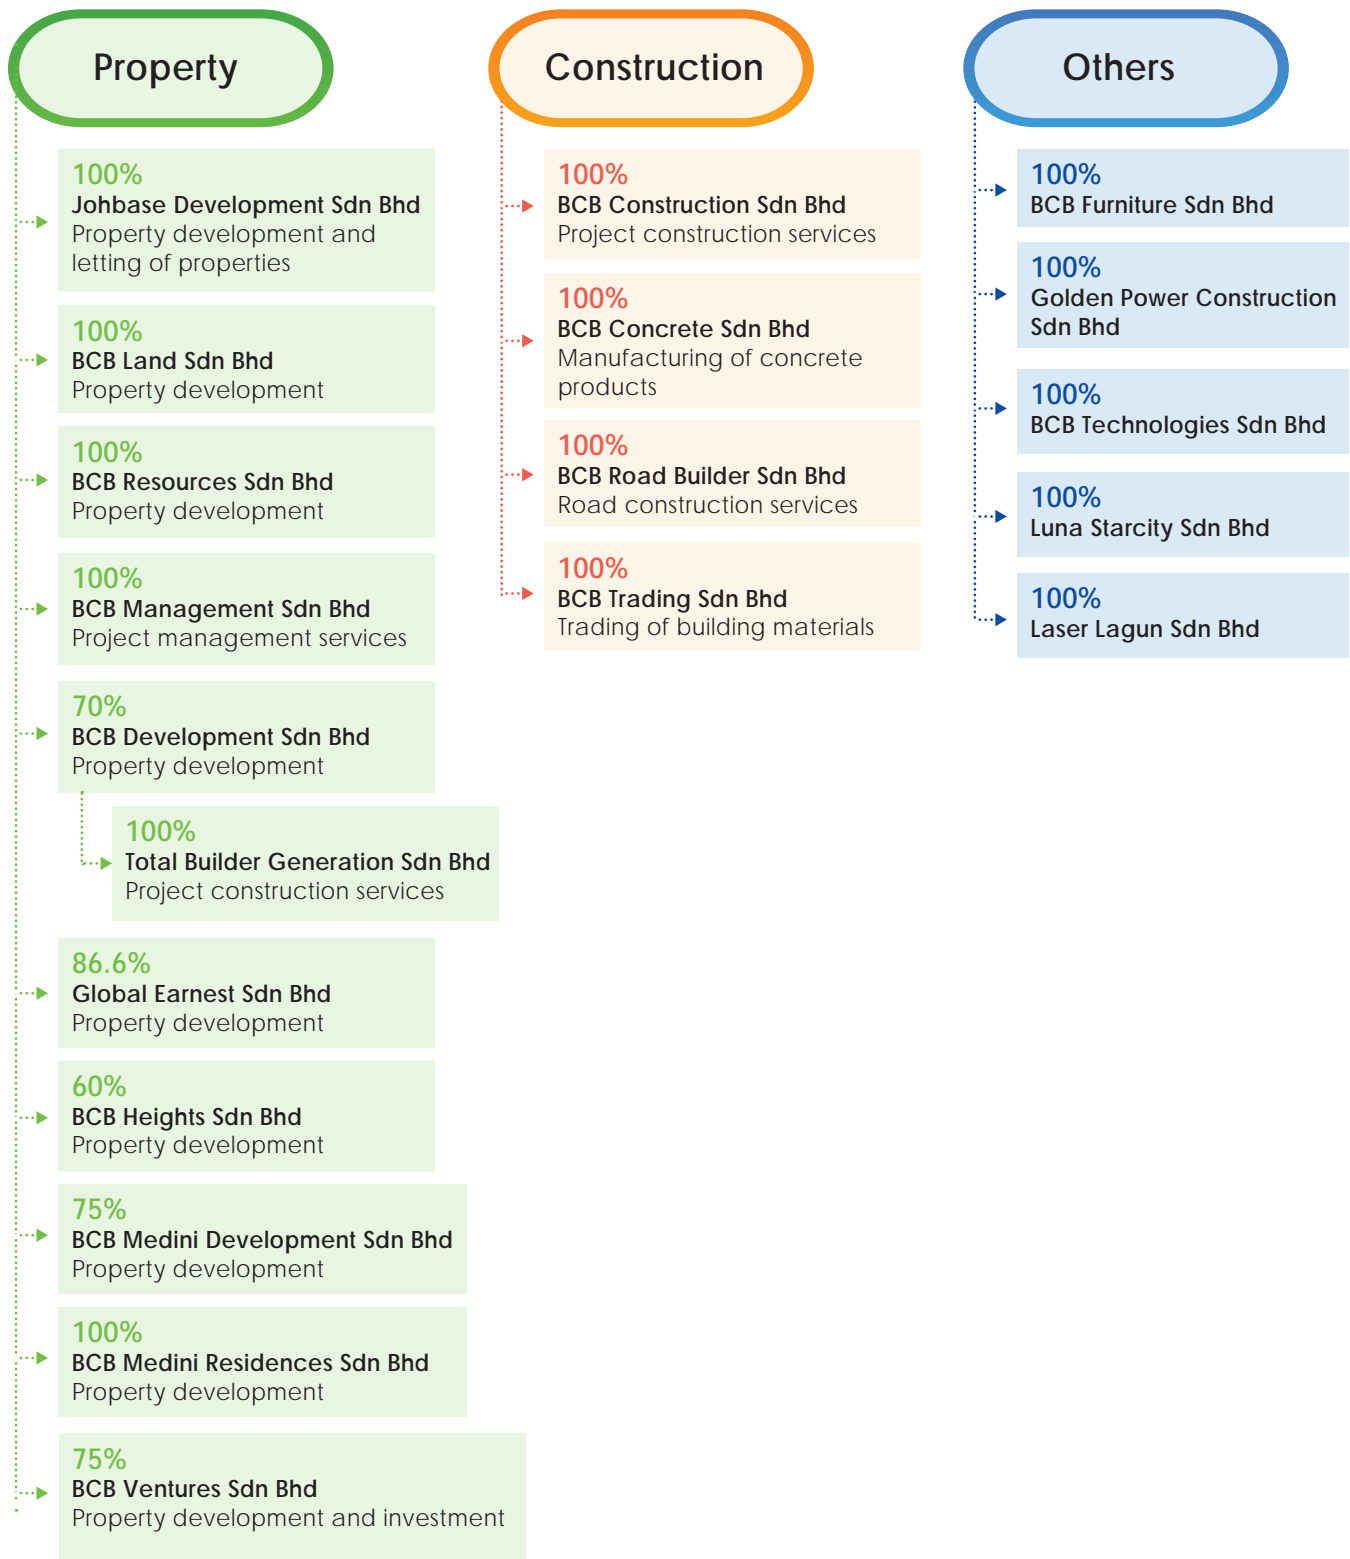 Property
100%
Johbase Development Sdn Bhd
Property development and
letting of properties
100%
BCB Land Sdn Bhd
Property development
100%
BCB Resources Sdn Bhd
Property development
100%
BCB Management Sdn Bhd
Project management services
70%
BCB Development Sdn Bhd
Property development
100%
Total Builder Generation Sdn Bhd
Project construction services
86.6%
Global Earnest Sdn Bhd
Property development
60%
BCB Heights Sdn Bhd
Property development
75%
BCB Medini Development Sdn Bhd
Property development
100%
BCB Medini Residences Sdn Bhd
Property development
75%
BCB Ventures Sdn Bhd
Property development and investment
Construction
100%
BCB Construction Sdn Bhd
Project construction services
100%
BCB Concrete Sdn Bhd
Manufacturing of concrete
products
100%
BCB Road Builder Sdn Bhd
Road construction services
100%
BCB Trading Sdn Bhd
Trading of building materials
Others
100%
BCB Furniture Sdn Bhd
100%
Golden Power Construction
Sdn Bhd
100%
BCB Technologies Sdn Bhd
100%
Luna Starcity Sdn Bhd
100%
Laser Lagun Sdn Bhd